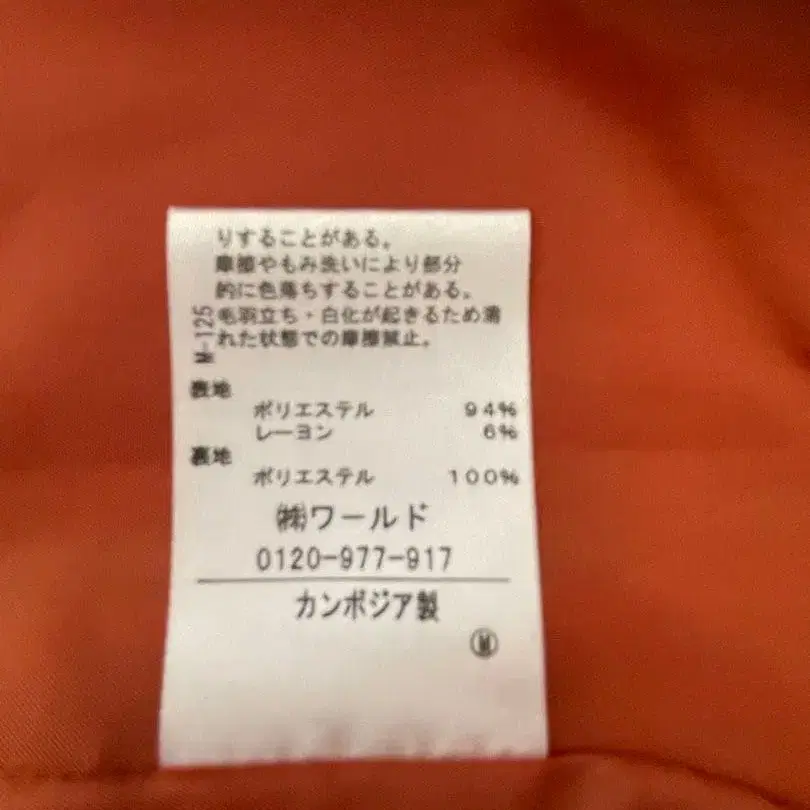 りすることがある。
摩擦やもみ洗いにより部分
的に色落ちすることがある。
毛羽立ち・白化が起きるため濡
れた状態での摩擦禁止。
M-125
表地
ポリエステル 94%
レーヨン 6%
裏地
ポリエステル 100%
㈱ワールド
0120-977-917
カンボジア製
Ⓜ